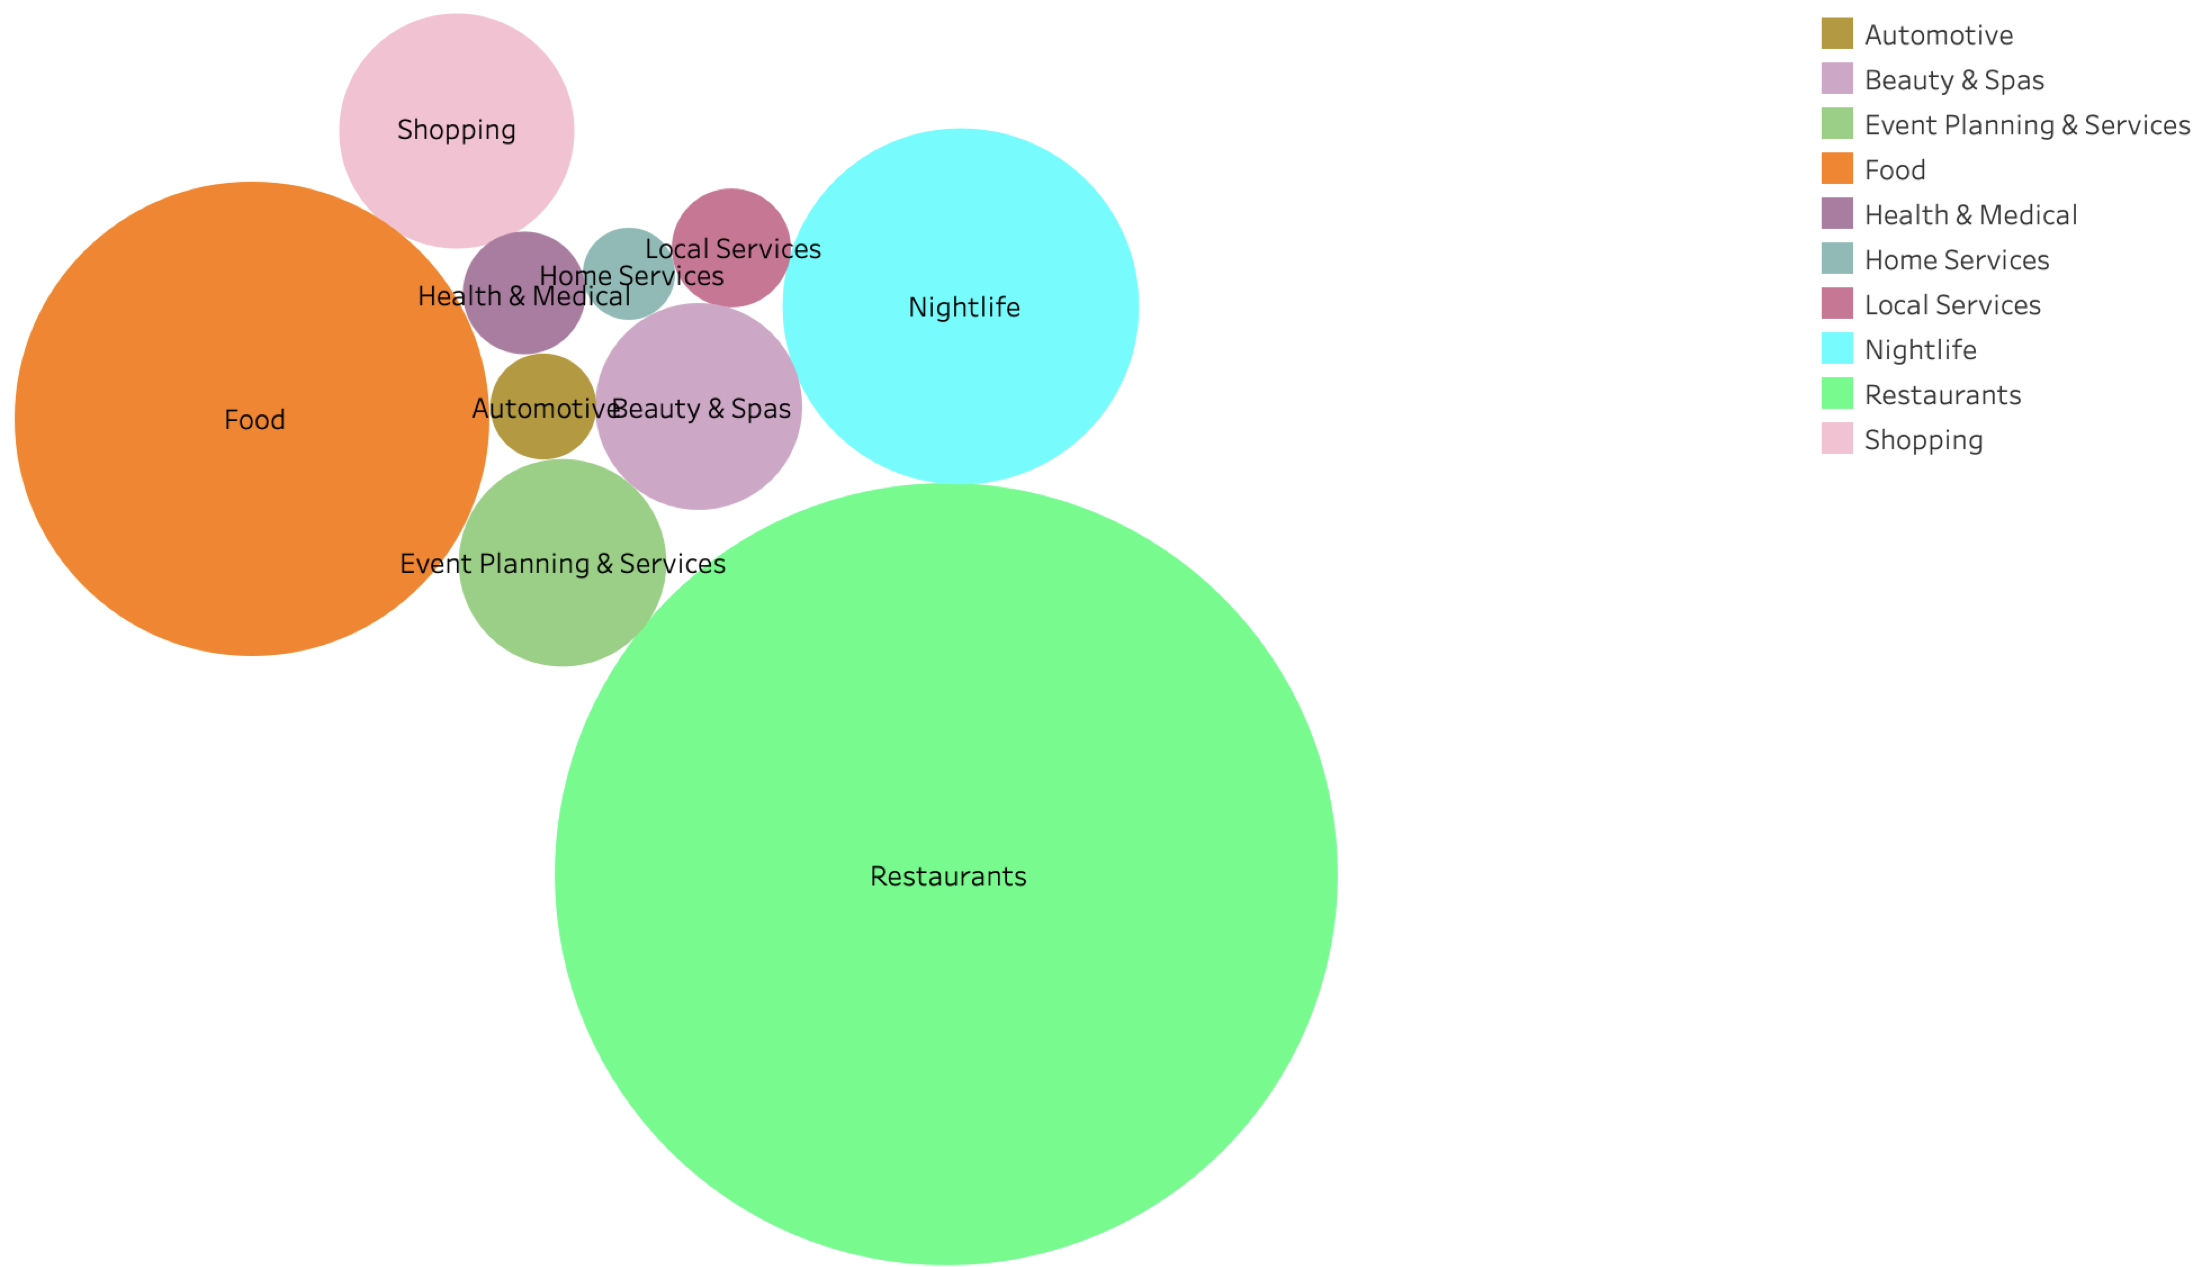 Shopping
Local Services
Home Services
Health & Medical
Nightlife
Automotive
Beauty & Spas
Food
Event Planning & Services
Restaurants
Automotive
Beauty & Spas
Event Planning & Services
Food
Health & Medical
Home Services
Local Services
Nightlife
Restaurants
Shopping